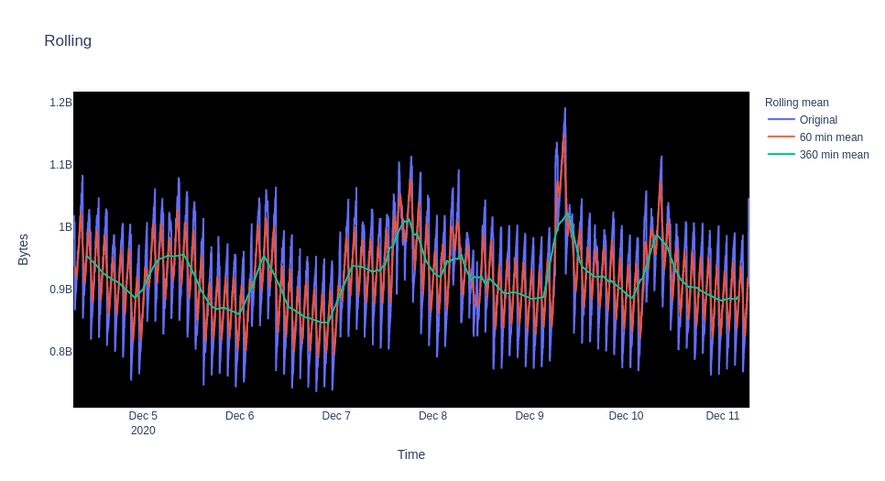 Rolling
1.2B
1.1B
1B
0.9B
0.8B
Bytes
Dec 5
2020
Dec 6
Dec 7
Dec 8
Dec 9
Dec 10
Dec 11
Time
Rolling mean
Original
60 min mean
360 min mean